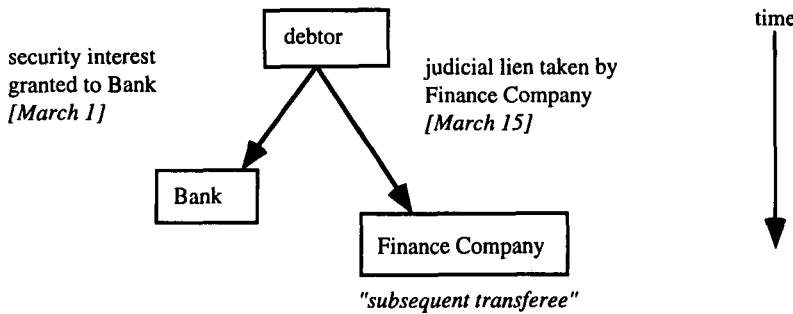 time
debtor
security interest
granted to Bank
[March 1]
judicial lien taken by
Finance Company
[March 15]
Bank
Finance Company
"subsequent transferee"